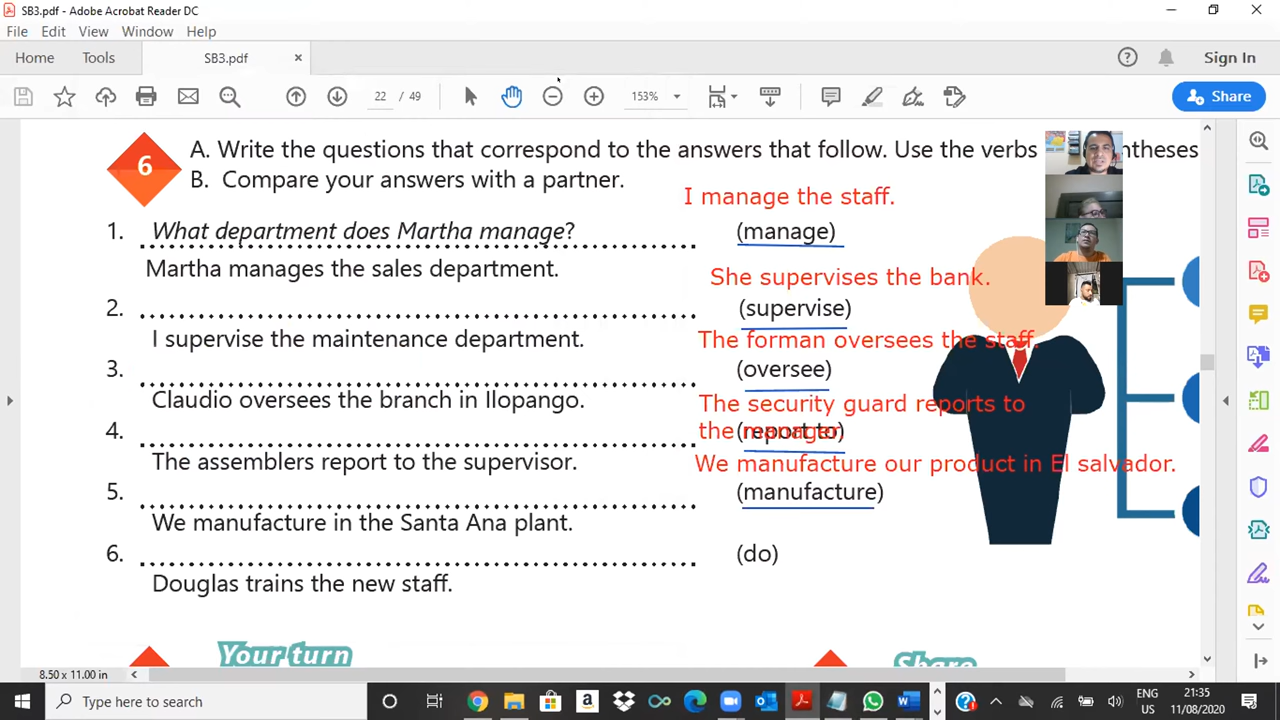 SB3.pdf - Adobe Acrobat Reader DC
File Edit View Window Help
Home Tools SB3.pdf × Sign In
22 / 49 153% Share
6 A. Write the questions that correspond to the answers that follow. Use the verbs ntheses
B. Compare your answers with a partner.
I manage the staff.
1. What department does Martha manage? (manage)
Martha manages the sales department.
She supervises the bank.
2. (supervise)
I supervise the maintenance department.
The forman oversees the staff.
3. (oversee)
Claudio oversees the branch in Ilopango.
The security guard reports to
the manager
4. (report to)
The assemblers report to the supervisor.
We manufacture our product in El salvador.
5. (manufacture)
We manufacture in the Santa Ana plant.
6. (do)
Douglas trains the new staff.
Your turn Share
8.50 x 11.00 in
Type here to search
ENG 21:35
US 11/08/2020